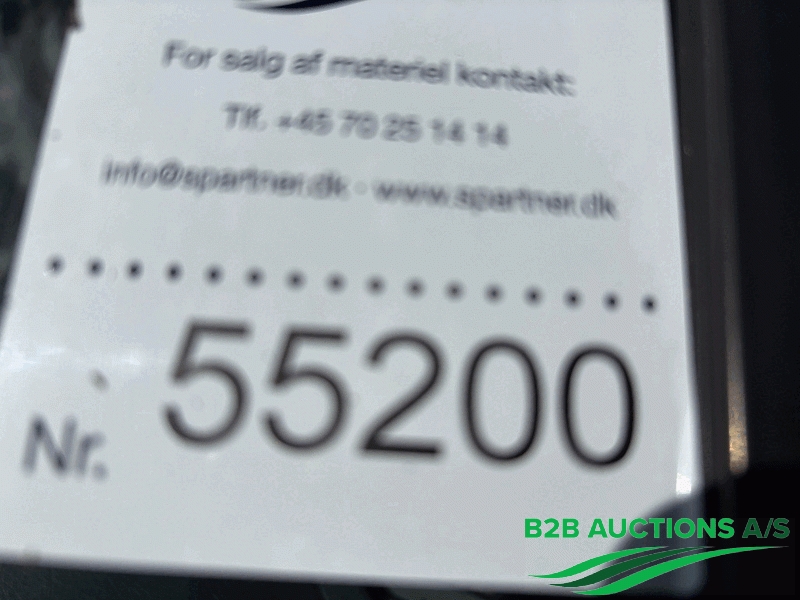 For salg af materiel kontakt:
Tlf. +45 70 25 14 14
info@spartner.dk · www.spartner.dk
Nr. 55200
B2B AUCTIONS A/S